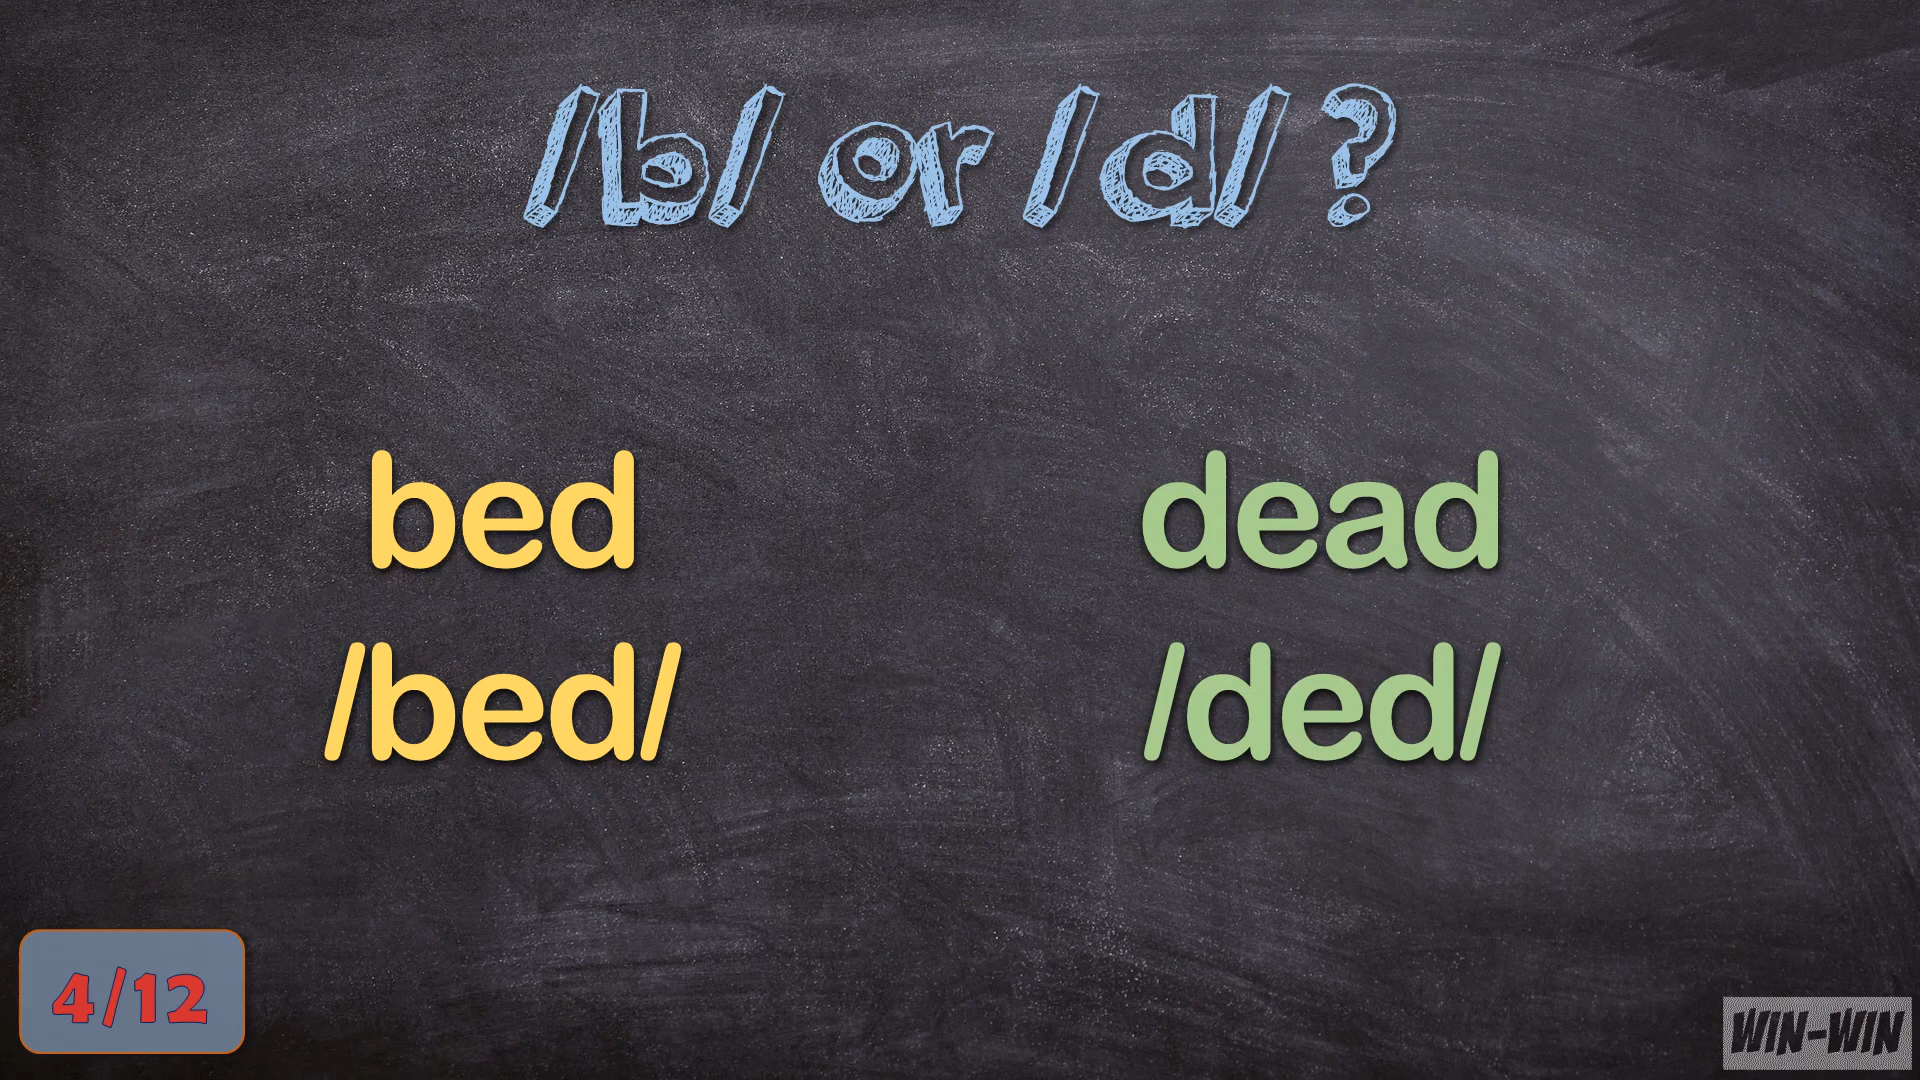 /b/ or /d/ ?
bed
dead
/bed/
/ded/
4/12
WIN-WIN